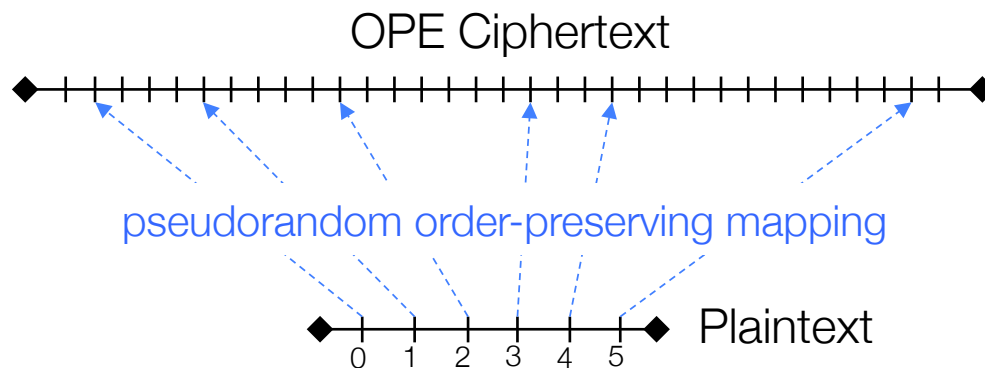 OPE Ciphertext
pseudorandom order-preserving mapping
Plaintext
0 1 2 3 4 5